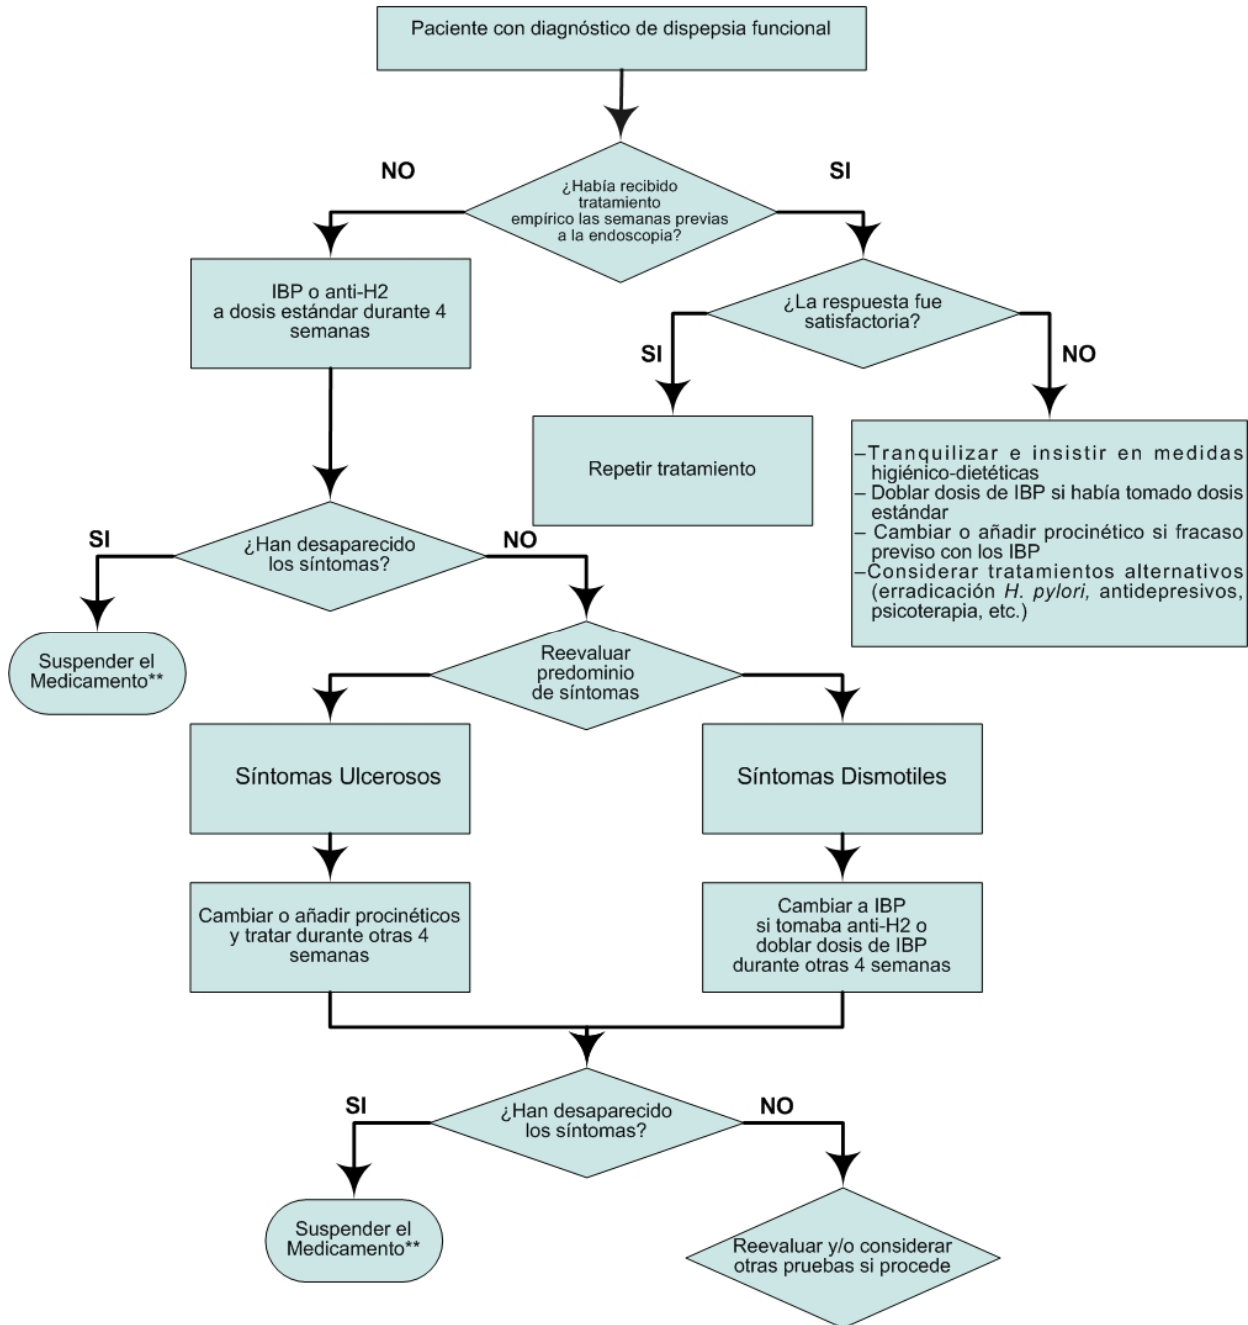 Paciente con diagnóstico de dispepsia funcional
NO
SI
¿Había recibido
tratamiento
empírico las semanas previas
a la endoscopia?
IBP o anti-H2
a dosis estándar durante 4
semanas
¿La respuesta fue
satisfactoria?
SI
NO
Repetir tratamiento
–Tranquilizar e insistir en medidas
higiénico-dietéticas
– Doblar dosis de IBP si había tomado dosis
estándar
– Cambiar o añadir procinético si fracaso
previso con los IBP
–Considerar tratamientos alternativos
(erradicación H. pylori, antidepresivos,
psicoterapia, etc.)
SI
¿Han desaparecido
los síntomas?
NO
Suspender el
Medicamento**
Reevaluar
predominio
de síntomas
Síntomas Ulcerosos
Síntomas Dismotiles
Cambiar o añadir procinéticos
y tratar durante otras 4
semanas
Cambiar a IBP
si tomaba anti-H2 o
doblar dosis de IBP
durante otras 4 semanas
SI
¿Han desaparecido
los síntomas?
NO
Suspender el
Medicamento**
Reevaluar y/o considerar
otras pruebas si procede